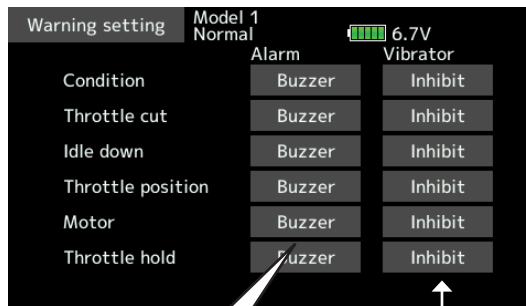 Warning setting Model 1
Normal 6.7V
Alarm Vibrator
Condition Buzzer Inhibit
Throttle cut Buzzer Inhibit
Idle down Buzzer Inhibit
Throttle position Buzzer Inhibit
Motor Buzzer Inhibit
Throttle hold Buzzer Inhibit